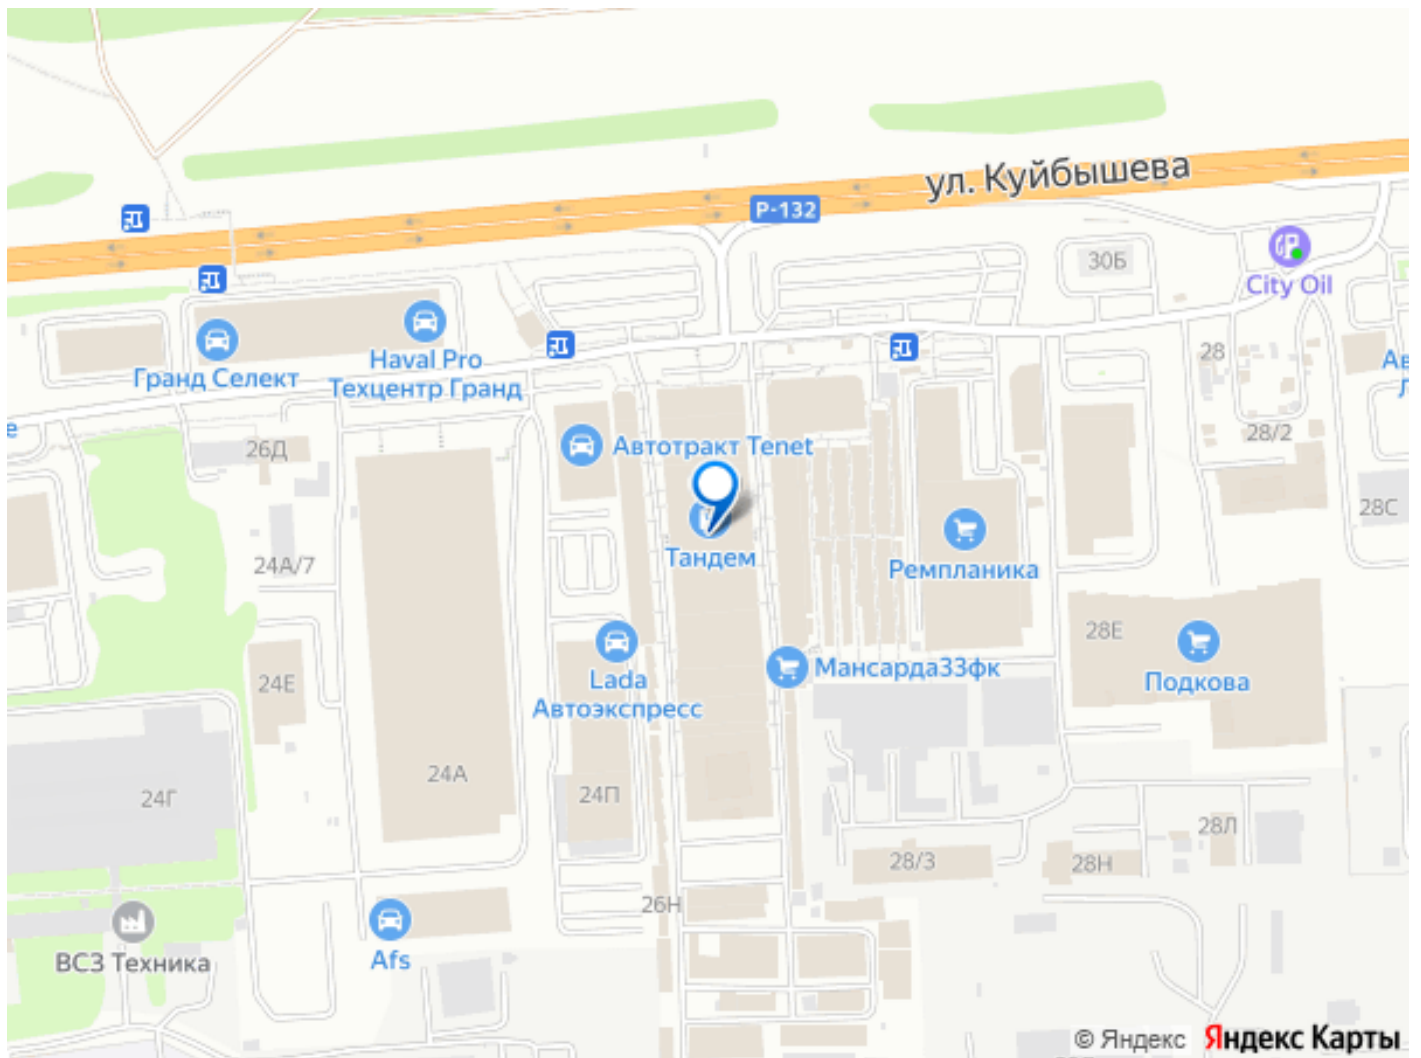 ул. Куйбышева
Р-132
30Б
City Oil
Haval Pro
Техцентр Гранд
Гранд Селект
28
Ав
Л
е
28/2
26Д
Автотракт Tenet
28С
Тандем
24А/7
Ремпланика
28Е
Мансарда33фк
Подкова
24Е
Lada
Автоэкспресс
24А
24П
24Г
28Л
28/3
28Н
26Н
ВСЗ Техника
Afs
© Яндекс Яндекс Карты